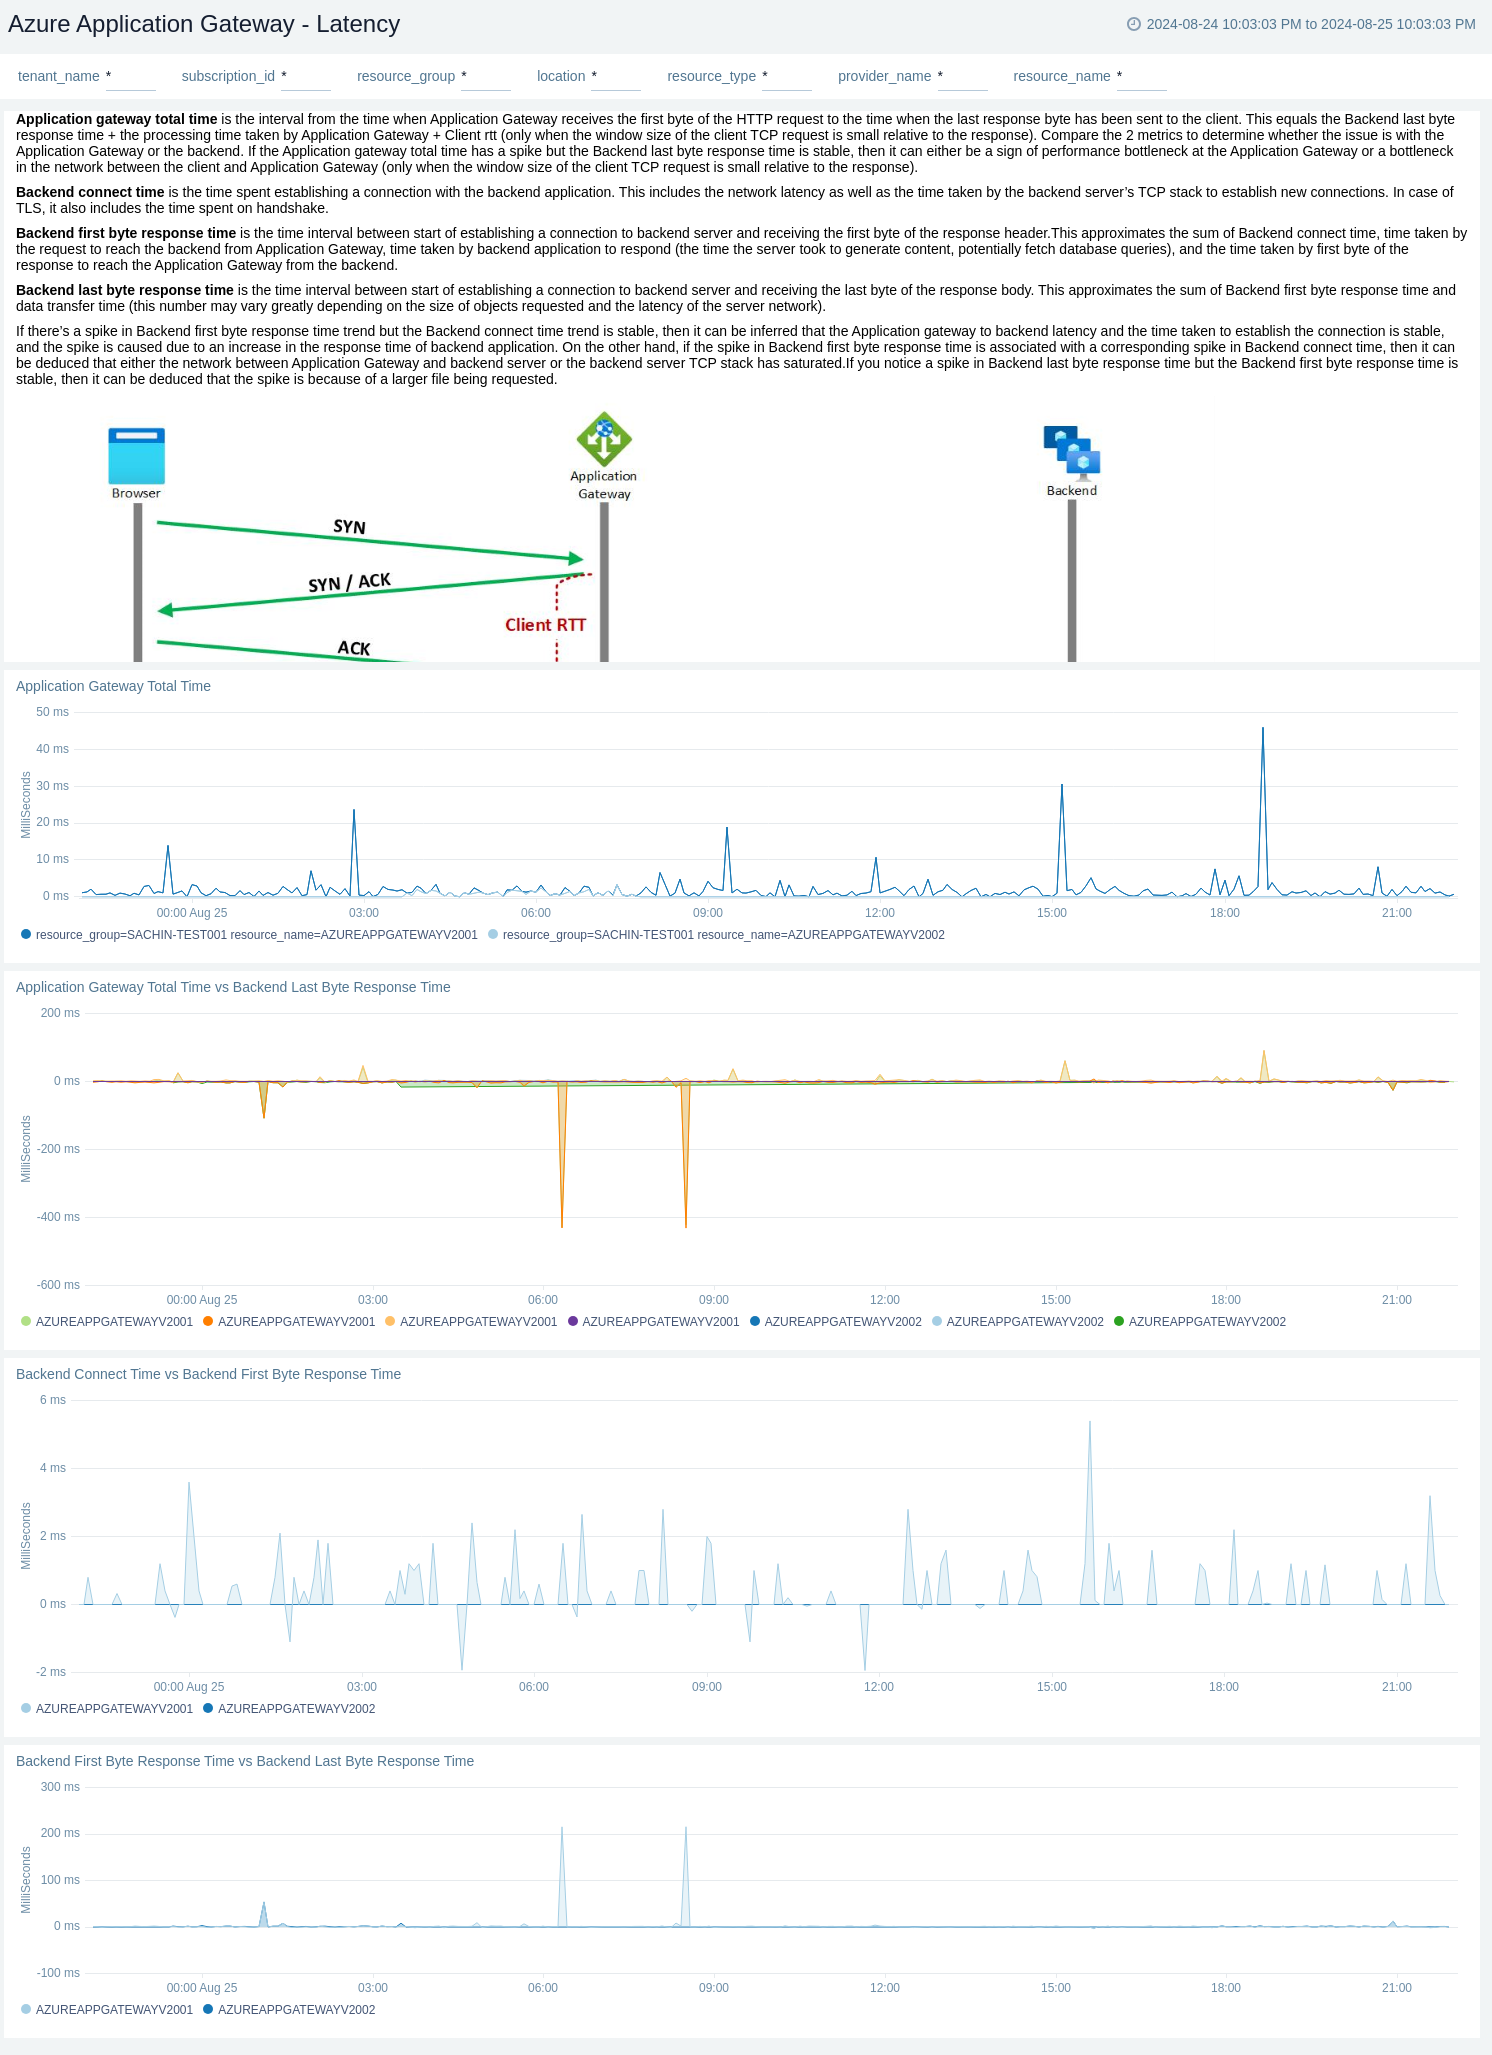 Azure Application Gateway - Latency
2024-08-24 10:03:03 PM to 2024-08-25 10:03:03 PM
tenant_name * subscription_id * resource_group * location * resource_type * provider_name * resource_name *
Application gateway total time is the interval from the time when Application Gateway receives the first byte of the HTTP request to the time when the last response byte has been sent to the client. This equals the Backend last byte
response time + the processing time taken by Application Gateway + Client rtt (only when the window size of the client TCP request is small relative to the response). Compare the 2 metrics to determine whether the issue is with the
Application Gateway or the backend. If the Application gateway total time has a spike but the Backend last byte response time is stable, then it can either be a sign of performance bottleneck at the Application Gateway or a bottleneck
in the network between the client and Application Gateway (only when the window size of the client TCP request is small relative to the response).
Backend connect time is the time spent establishing a connection with the backend application. This includes the network latency as well as the time taken by the backend server’s TCP stack to establish new connections. In case of
TLS, it also includes the time spent on handshake.
Backend first byte response time is the time interval between start of establishing a connection to backend server and receiving the first byte of the response header.This approximates the sum of Backend connect time, time taken by
the request to reach the backend from Application Gateway, time taken by backend application to respond (the time the server took to generate content, potentially fetch database queries), and the time taken by first byte of the
response to reach the Application Gateway from the backend.
Backend last byte response time is the time interval between start of establishing a connection to backend server and receiving the last byte of the response body. This approximates the sum of Backend first byte response time and
data transfer time (this number may vary greatly depending on the size of objects requested and the latency of the server network).
If there’s a spike in Backend first byte response time trend but the Backend connect time trend is stable, then it can be inferred that the Application gateway to backend latency and the time taken to establish the connection is stable,
and the spike is caused due to an increase in the response time of backend application. On the other hand, if the spike in Backend first byte response time is associated with a corresponding spike in Backend connect time, then it can
be deduced that either the network between Application Gateway and backend server or the backend server TCP stack has saturated.If you notice a spike in Backend last byte response time but the Backend first byte response time is
stable, then it can be deduced that the spike is because of a larger file being requested.
Browser
Application
Gateway
Backend
SYN
SYN / ACK
Client RTT
ACK
Application Gateway Total Time
MilliSeconds
50 ms
40 ms
30 ms
20 ms
10 ms
0 ms
00:00 Aug 25 03:00 06:00 09:00 12:00 15:00 18:00 21:00
resource_group=SACHIN-TEST001 resource_name=AZUREAPPGATEWAYV2001 resource_group=SACHIN-TEST001 resource_name=AZUREAPPGATEWAYV2002
Application Gateway Total Time vs Backend Last Byte Response Time
MilliSeconds
200 ms
0 ms
-200 ms
-400 ms
-600 ms
00:00 Aug 25 03:00 06:00 09:00 12:00 15:00 18:00 21:00
AZUREAPPGATEWAYV2001 AZUREAPPGATEWAYV2001 AZUREAPPGATEWAYV2001 AZUREAPPGATEWAYV2001 AZUREAPPGATEWAYV2002 AZUREAPPGATEWAYV2002 AZUREAPPGATEWAYV2002
Backend Connect Time vs Backend First Byte Response Time
MilliSeconds
6 ms
4 ms
2 ms
0 ms
-2 ms
00:00 Aug 25 03:00 06:00 09:00 12:00 15:00 18:00 21:00
AZUREAPPGATEWAYV2001 AZUREAPPGATEWAYV2002
Backend First Byte Response Time vs Backend Last Byte Response Time
MilliSeconds
300 ms
200 ms
100 ms
0 ms
-100 ms
00:00 Aug 25 03:00 06:00 09:00 12:00 15:00 18:00 21:00
AZUREAPPGATEWAYV2001 AZUREAPPGATEWAYV2002